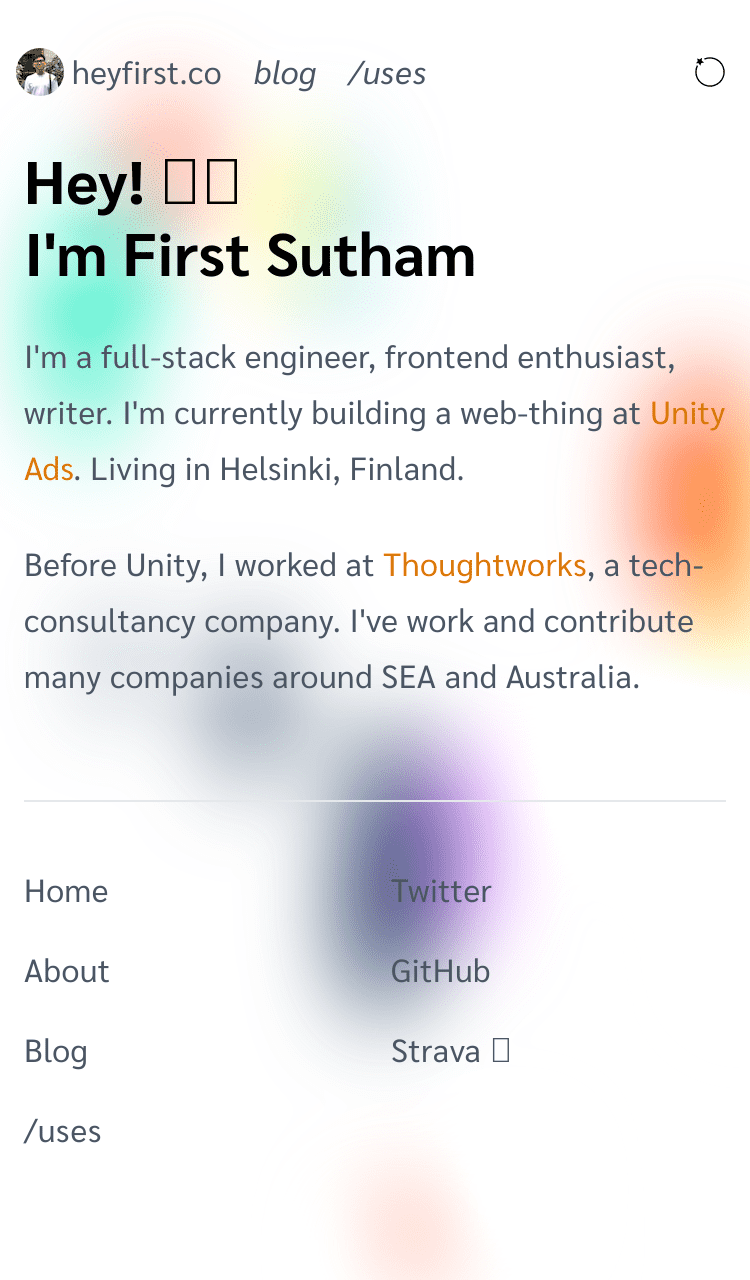 heyfirst.co blog /uses
Hey! 
I'm First Sutham
I'm a full-stack engineer, frontend enthusiast,
writer. I'm currently building a web-thing at Unity
Ads. Living in Helsinki, Finland.
Before Unity, I worked at Thoughtworks, a tech-
consultancy company. I've work and contribute
many companies around SEA and Australia.
Home
About
Blog
/uses
Twitter
GitHub
Strava